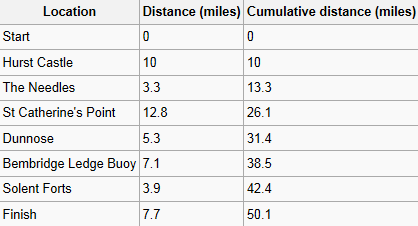 Location Distance (miles) Cumulative distance (miles)
Start 0 0
Hurst Castle 10 10
The Needles 3.3 13.3
St Catherine's Point 12.8 26.1
Dunnose 5.3 31.4
Bembridge Ledge Buoy 7.1 38.5
Solent Forts 3.9 42.4
Finish 7.7 50.1